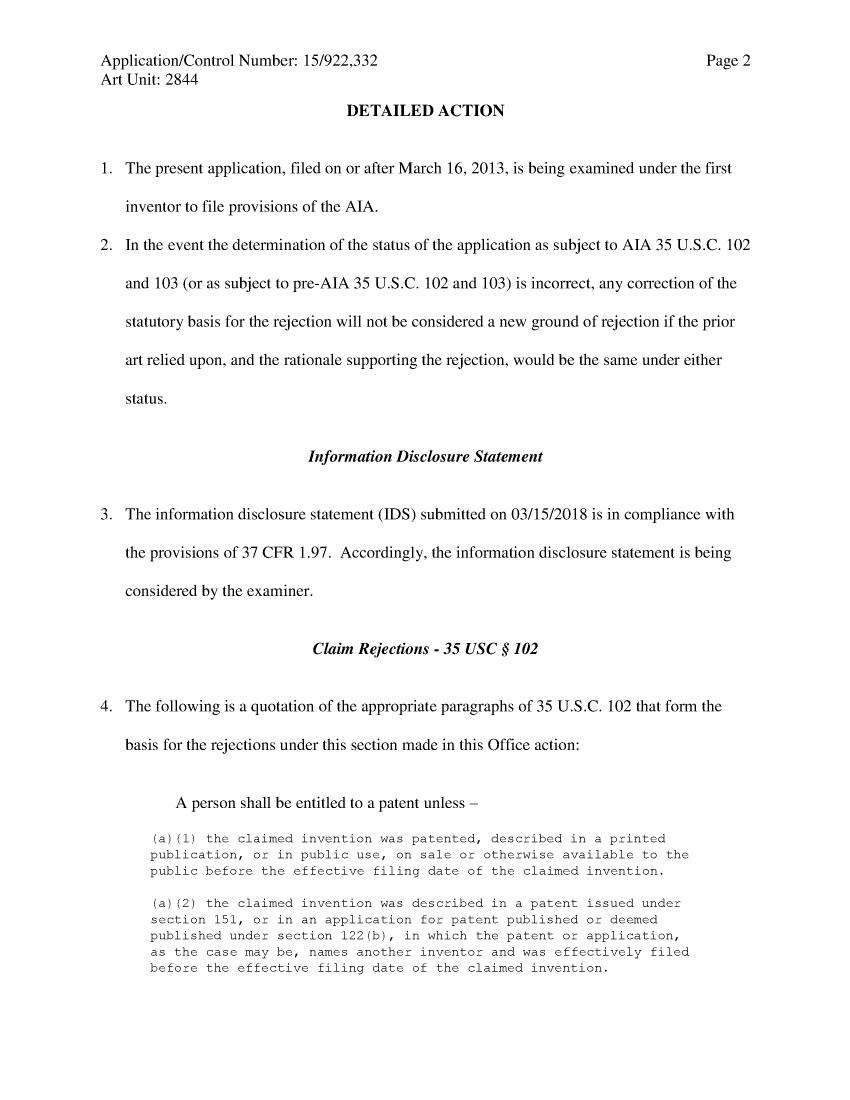 Application/Control Number: 15/922,332 Page 2
Art Unit: 2844
DETAILED ACTION
1. The present application, filed on or after March 16, 2013, is being examined under the first
inventor to file provisions of the AIA.
2. In the event the determination of the status of the application as subject to AIA 35 U.S.C. 102
and 103 (or as subject to pre-AIA 35 U.S.C. 102 and 103) is incorrect, any correction of the
statutory basis for the rejection will not be considered a new ground of rejection if the prior
art relied upon, and the rationale supporting the rejection, would be the same under either
status.
Information Disclosure Statement
3. The information disclosure statement (IDS) submitted on 03/15/2018 is in compliance with
the provisions of 37 CFR 1.97.  Accordingly, the information disclosure statement is being
considered by the examiner.
Claim Rejections - 35 USC § 102
4. The following is a quotation of the appropriate paragraphs of 35 U.S.C. 102 that form the
basis for the rejections under this section made in this Office action:
A person shall be entitled to a patent unless –
(a)(1) the claimed invention was patented, described in a printed
publication, or in public use, on sale or otherwise available to the
public before the effective filing date of the claimed invention.
(a)(2) the claimed invention was described in a patent issued under
section 151, or in an application for patent published or deemed
published under section 122(b), in which the patent or application,
as the case may be, names another inventor and was effectively filed
before the effective filing date of the claimed invention.